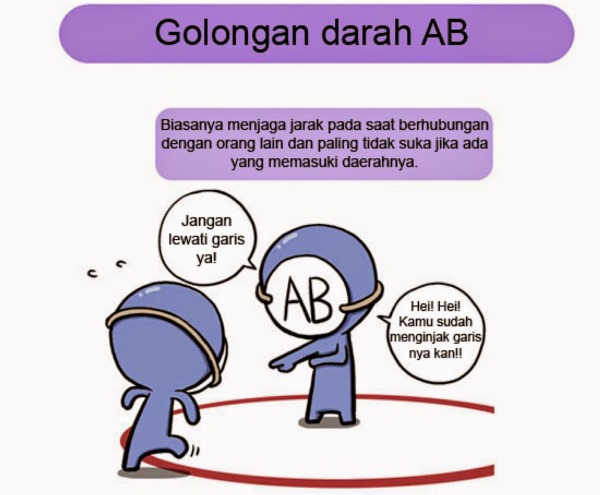 Golongan darah AB
Biasanya menjaga jarak pada saat berhubungan
dengan orang lain dan paling tidak suka jika ada
yang memasuki daerahnya.
Jangan
lewati garis
ya!
AB
Hei! Hei!
Kamu sudah
menginjak garis
nya kan!!